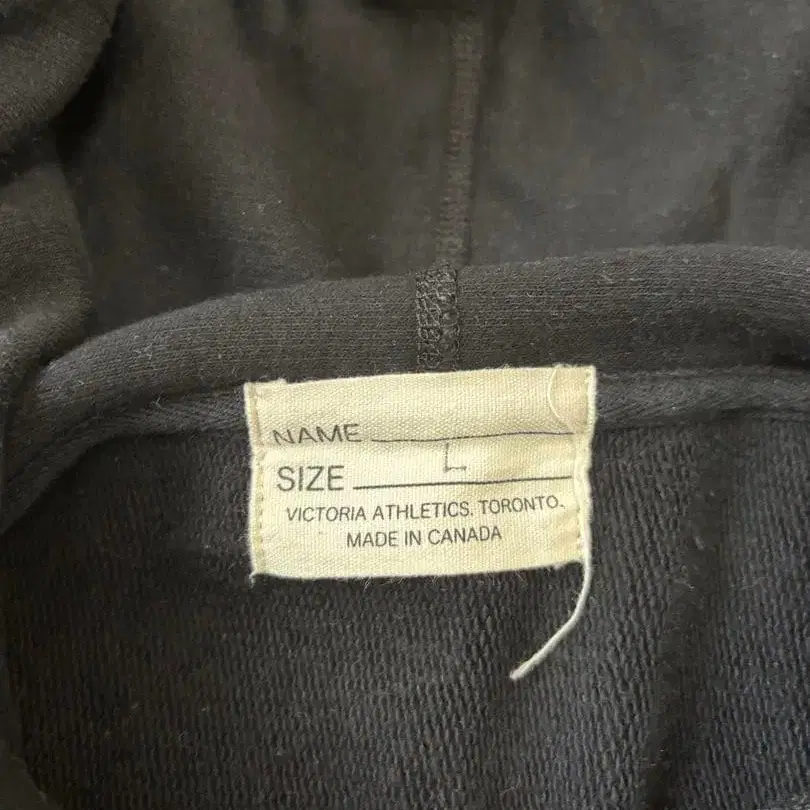 NAME
SIZE L
VICTORIA ATHLETICS. TORONTO.
MADE IN CANADA